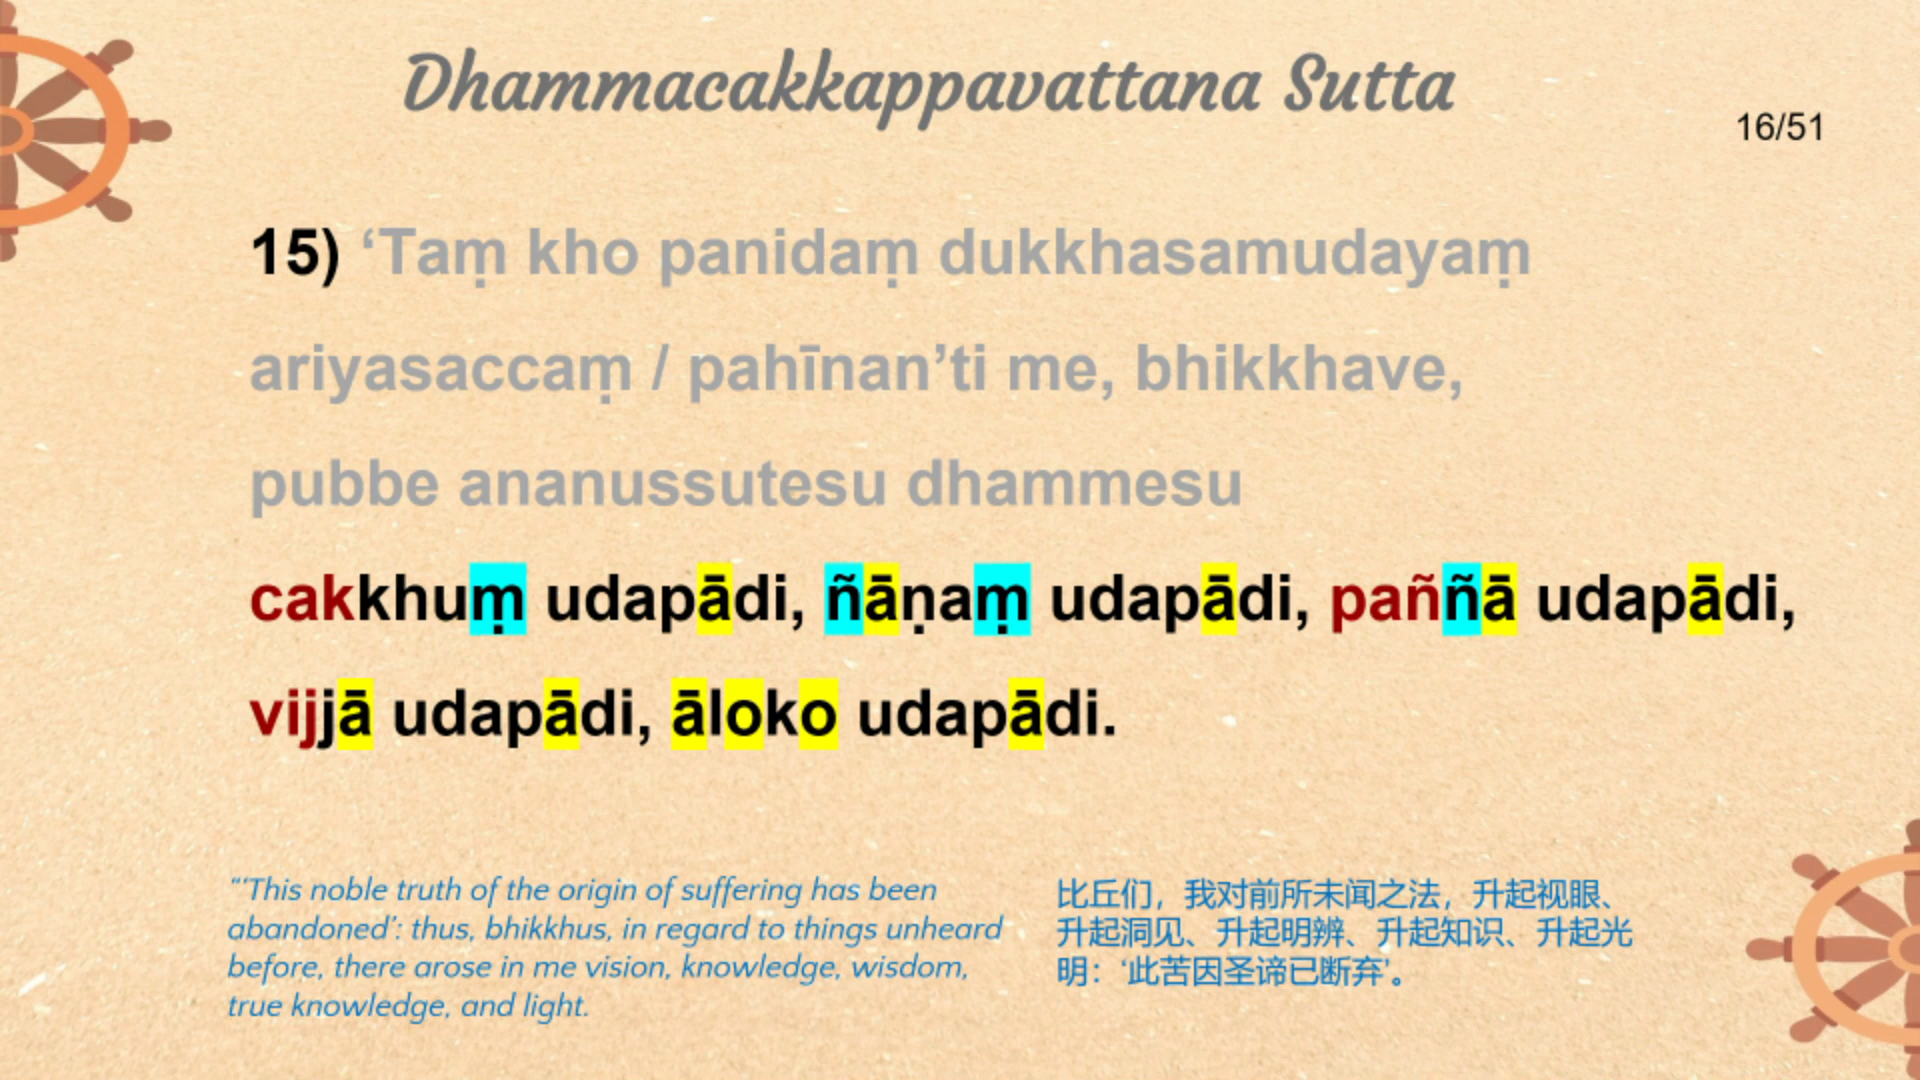 Dhammacakkappavattana Sutta
16/51
15) ‘Taṃ kho panidaṃ dukkhasamudayaṃ
ariyasaccaṃ / pahīnan’ti me, bhikkhave,
pubbe ananussutesu dhammesu
cakkhuṃ udapādi, ñāṇaṃ udapādi, paññā udapādi,
vijjā udapādi, āloko udapādi.
“‘This noble truth of the origin of suffering has been
abandoned’: thus, bhikkhus, in regard to things unheard
before, there arose in me vision, knowledge, wisdom,
true knowledge, and light.
比丘们，我对前所未闻之法，升起视眼、
升起洞见、升起明辨、升起知识、升起光
明：‘此苦因圣谛已断弃’。